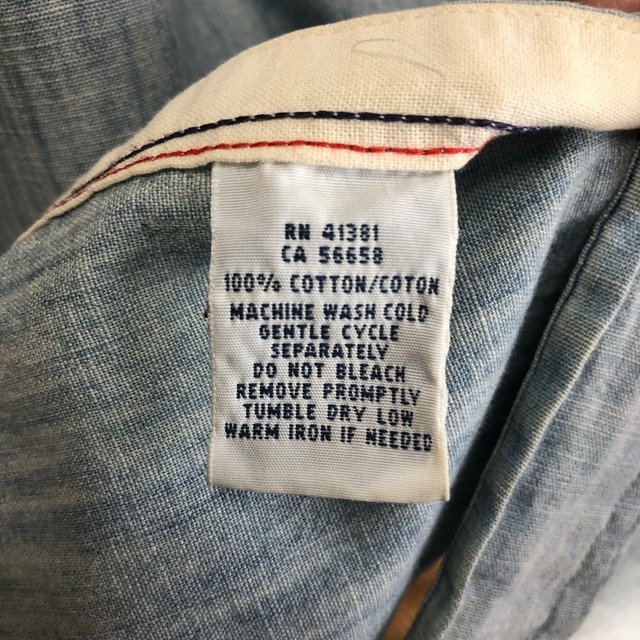 RN 41381
CA 56658
100% COTTON/COTON
MACHINE WASH COLD
GENTLE CYCLE
SEPARATELY
DO NOT BLEACH
REMOVE PROMPTLY
TUMBLE DRY LOW
WARM IRON IF NEEDED